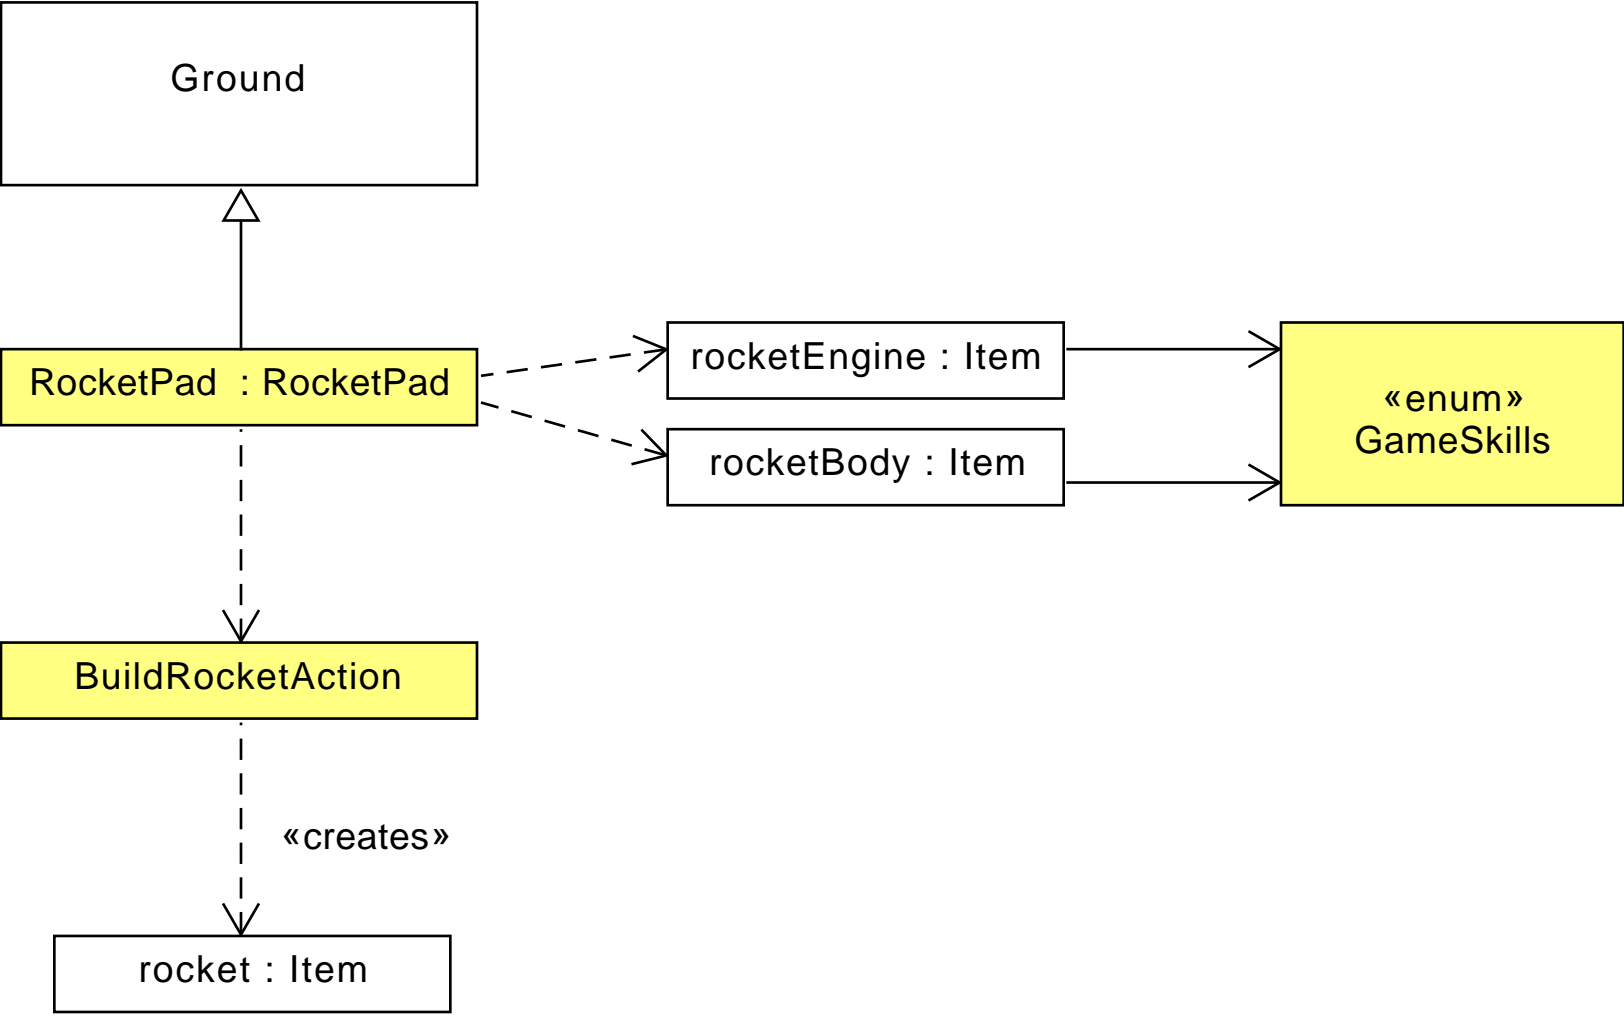 Ground
RocketPad : RocketPad
rocketEngine : Item
rocketBody : Item
«enum»
GameSkills
BuildRocketAction
«creates»
rocket : Item